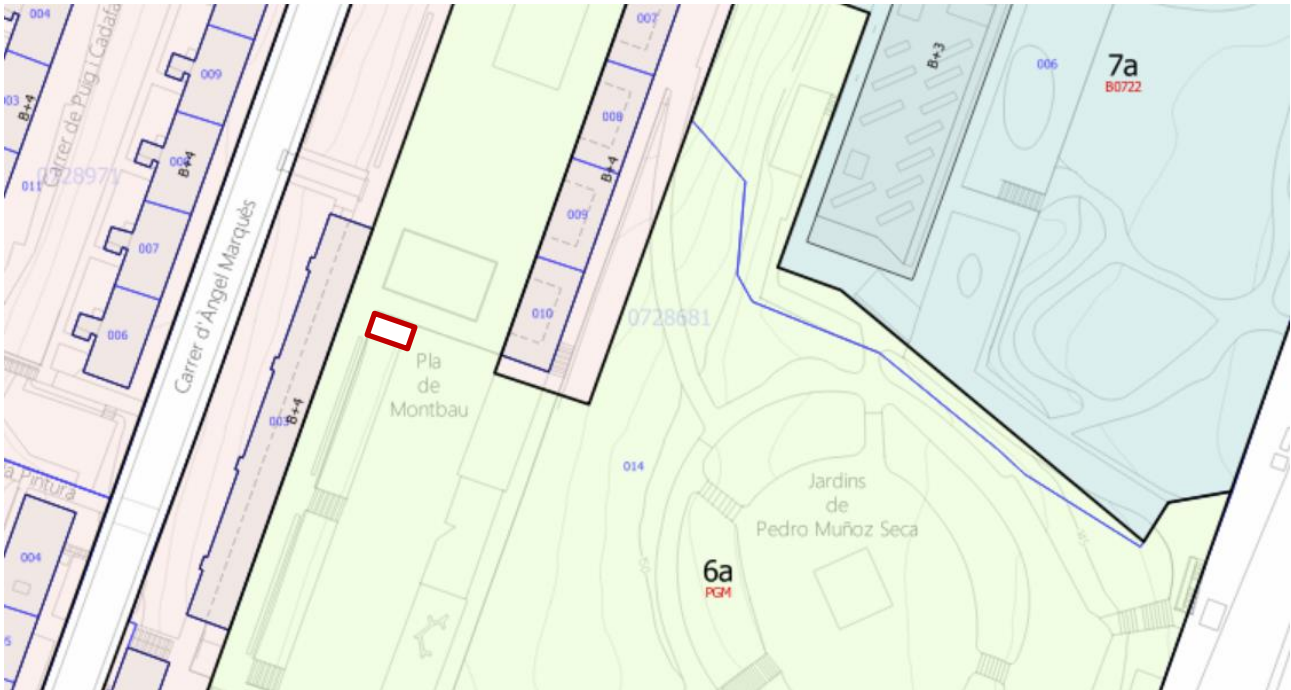 004
009
003
B+4
Carrer de Puig i Cadafa
0728971
011
008
B+4
007
006
Carrer d'Àngel Marquès
003
B+4
004
007
008
B+4
009
010
0728681
Pla
de
Montbau
014
Jardins
de
Pedro Muñoz Seca
6a
PGM
B+3
006
7a
B0722